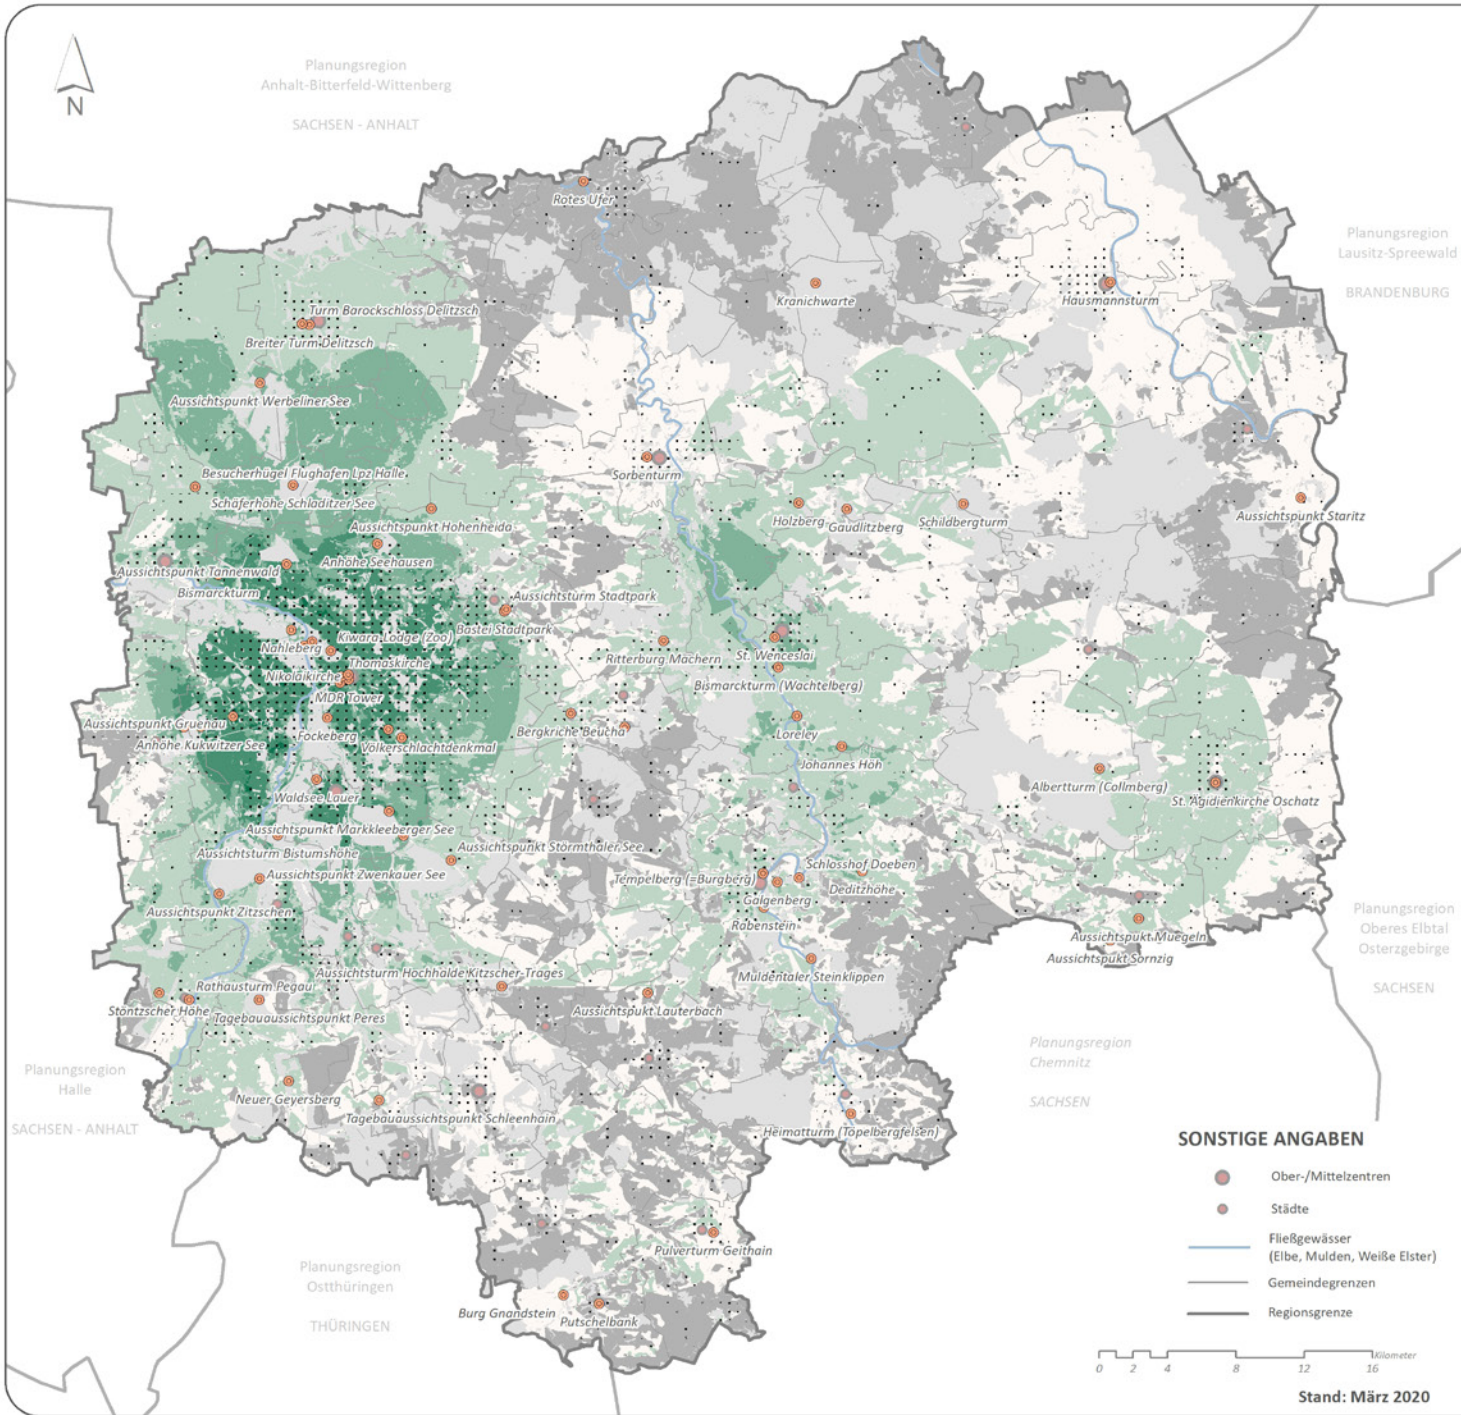 Planungsregion
Anhalt-Bitterfeld-Wittenberg
SACHSEN - ANHALT
N
Rotes Ufer
Planungsregion
Lausitz-Spreewald
BRANDENBURG
Kranichwarte
Hausmannsturm
Turm Barockschloss Delitzsch
Breiter Turm Delitzsch
Aussichtspunkt Werbeliner See
Sorbenturm
Besucherhügel Flughafen Lpz Halle
Schäferhöhe Schladitzer See
Aussichtspunkt Hohenheida
Holzberg
Gaudlitzberg
Schildbergturm
Aussichtspunkt Staritz
Anhöhe Seehausen
Aussichtspunkt Tannenwald
Bismarckturm
Aussichtsturm Stadtpark
Bastei Stadtpark
Kiwara Lodge (Zoo)
Nahleberg
Thomaskirche
Nikolaikirche
MDR Tower
Ritterburg Machern
St. Wenceslai
Bismarckturm (Wachtelberg)
Aussichtspunkt Gruenau
Anhöhe Kukwitzer See
Fockeberg
Völkerschlachtdenkmal
Bergkriche Beucha
Loreley
Johannes Höh
Albertturm (Collmberg)
St. Ägidienkirche Oschatz
Waldsee Lauer
Aussichtspunkt Markkleeberger See
Aussichtsturm Bistumshöhe
Aussichtspunkt Störmthaler See
Aussichtspunkt Zwenkauer See
Schlosshof Doeben
Tempelberg (=Burgberg)
Deditzhöhe
Galgenberg
Rabenstein
Aussichtspunkt Zitzschen
Aussichtspukt Muegeln
Aussichtspukt Sornzig
Planungsregion
Oberes Elbtal
Osterzgebirge
SACHSEN
Aussichtsturm Hochhalde Kitzscher-Trages
Muldentaler Steinklippen
Rathausturm Pegau
Stöntzscher Höhe
Tagebauaussichtspunkt Peres
Aussichtspukt Lauterbach
Planungsregion
Chemnitz
SACHSEN
Planungsregion
Halle
SACHSEN - ANHALT
Neuer Geyersberg
Tagebauaussichtspunkt Schleenhain
Heimatturm (Töpelbergfelsen)
Pulverturm Geithain
Planungsregion
Ostthüringen
THÜRINGEN
Burg Gnandstein
Putschelbank
SONSTIGE ANGABEN
Ober-/Mittelzentren
Städte
Fließgewässer
(Elbe, Mulden, Weiße Elster)
Gemeindegrenzen
Regionsgrenze
Kilometer
0 2 4 8 12 16
Stand: März 2020